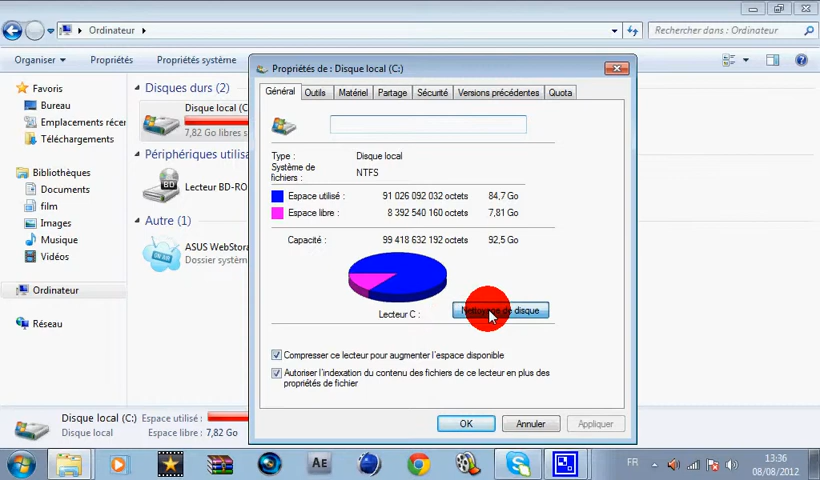 Ordinateur
Rechercher dans : Ordinateur
Organiser
Propriétés
Propriétés système
Favoris
Bureau
Emplacements récer
Téléchargements
Bibliothèques
Documents
film
Images
Musique
Vidéos
Ordinateur
Réseau
Disques durs (2)
Disque local (C
7,82 Go libres s
Périphériques utilisa
Lecteur BD-RO
Autre (1)
ASUS WebStora
Dossier systèm
Propriétés de : Disque local (C:)
Général
Outils
Matériel
Partage
Sécurité
Versions précédentes
Quota
Type :
Disque local
Système de
fichiers :
NTFS
Espace utilisé : 91 026 092 032 octets 84,7 Go
Espace libre : 8 392 540 160 octets 7,81 Go
Capacité : 99 418 632 192 octets 92,5 Go
Lecteur C :
Nettoyage de disque
Compresser ce lecteur pour augmenter l'espace disponible
Autoriser l'indexation du contenu des fichiers de ce lecteur en plus des
propriétés de fichier
OK
Annuler
Appliquer
Disque local (C:) Espace utilisé :
Disque local Espace libre : 7,82 Go
Ae
FR
13:36
08/08/2012